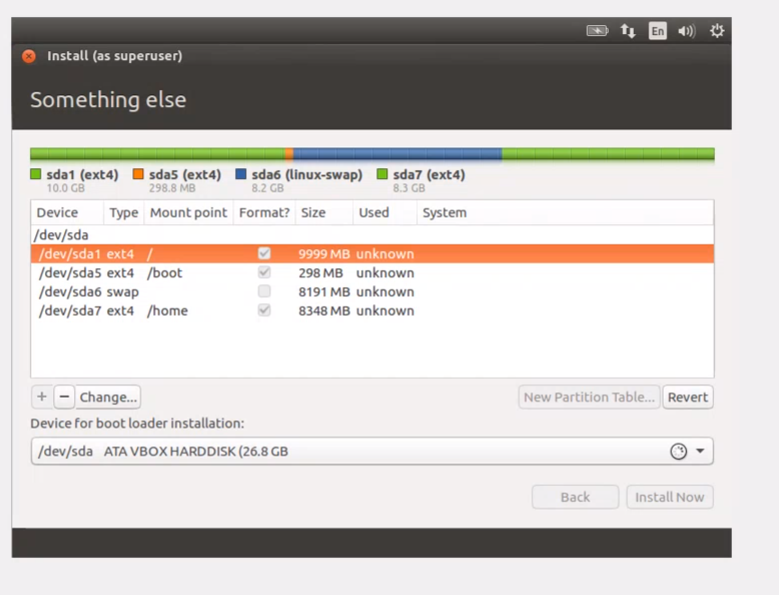 En
Install (as superuser)
Something else
sda1 (ext4) sda5 (ext4) sda6 (linux-swap) sda7 (ext4)
10.0 GB 298.8 MB 8.2 GB 8.3 GB
Device Type Mount point Format? Size Used System
/dev/sda
/dev/sda1 ext4 / 9999 MB unknown
/dev/sda5 ext4 /boot 298 MB unknown
/dev/sda6 swap 8191 MB unknown
/dev/sda7 ext4 /home 8348 MB unknown
+ − Change... New Partition Table... Revert
Device for boot loader installation:
/dev/sda ATA VBOX HARDDISK (26.8 GB
Back Install Now